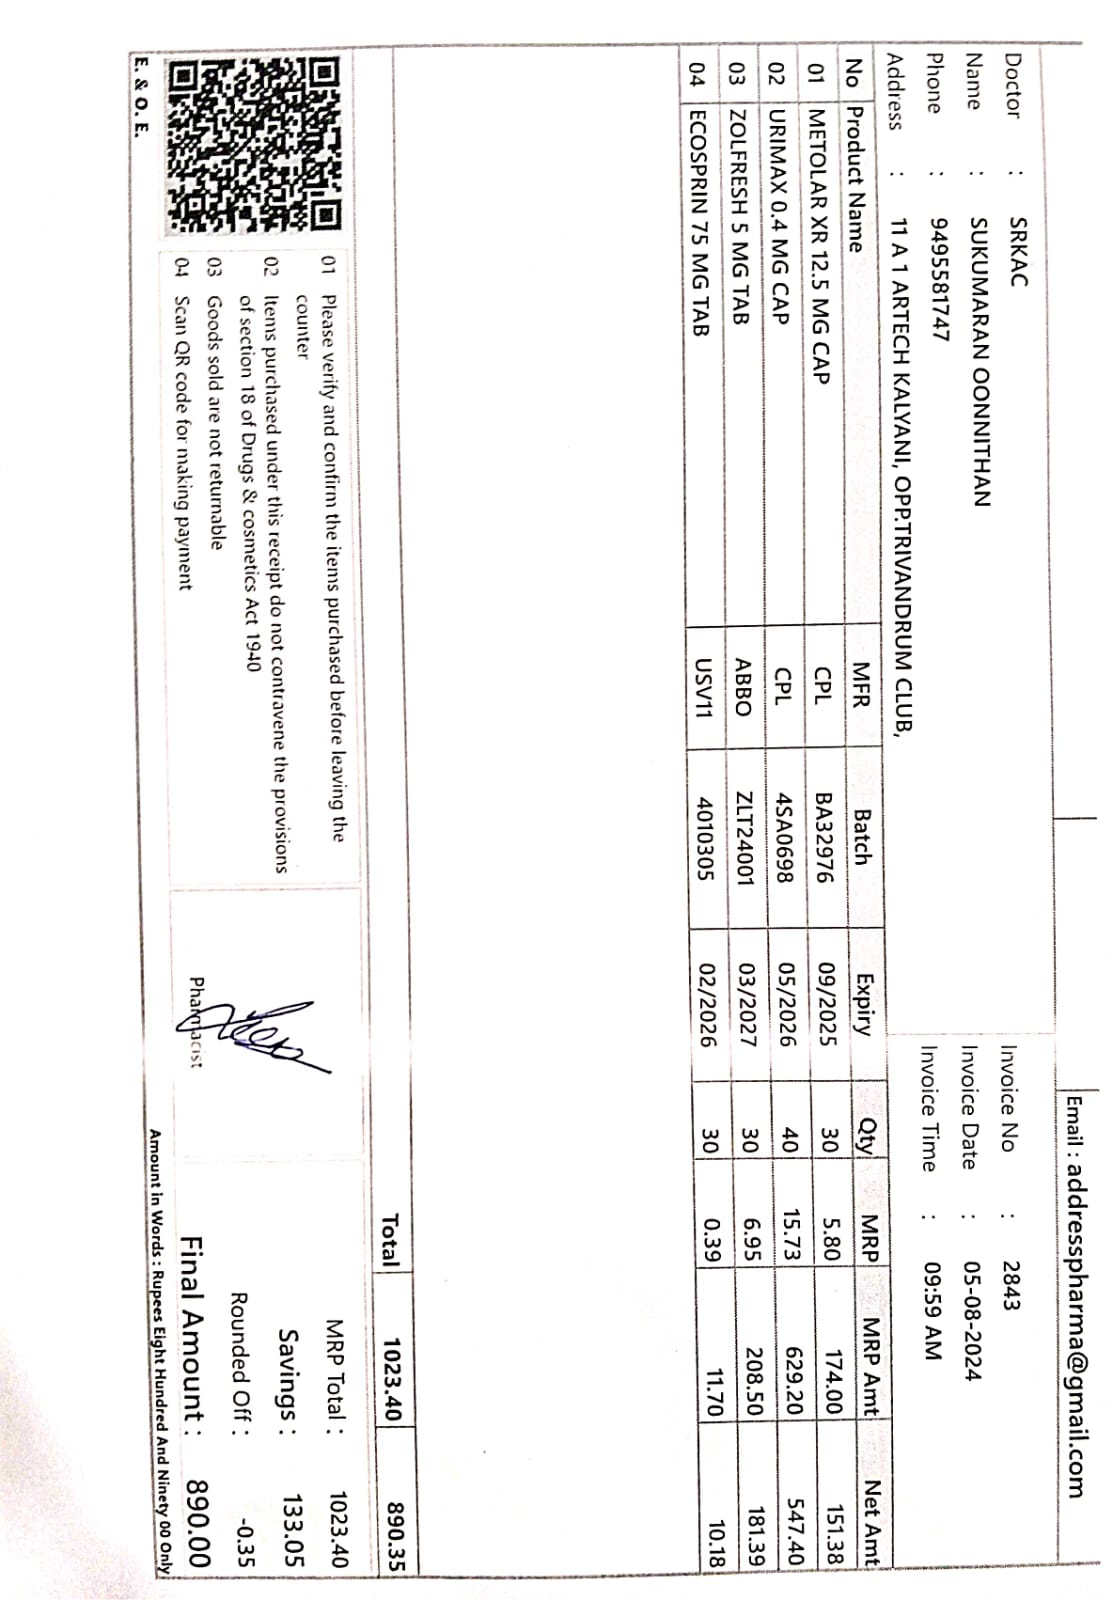 Email : addresspharma@gmail.com
Doctor : SRKAC
Name : SUKUMARAN OONNITHAN
Phone : 9495581747
Address : 11 A 1 ARTECH KALYANI, OPP.TRIVANDRUM CLUB,
Invoice No : 2843
Invoice Date : 05-08-2024
Invoice Time : 09:59 AM
No Product Name MFR Batch Expiry Qty MRP MRP Amt Net Amt
01 METOLAR XR 12.5 MG CAP CPL BA32976 09/2025 30 5.80 174.00 151.38
02 URIMAX 0.4 MG CAP CPL 4SA0698 05/2026 40 15.73 629.20 547.40
03 ZOLFRESH 5 MG TAB ABBO ZLT24001 03/2027 30 6.95 208.50 181.39
04 ECOSPRIN 75 MG TAB USV11 4010305 02/2026 30 0.39 11.70 10.18
Total 1023.40 890.35
01 Please verify and confirm the items purchased before leaving the
counter
02 Items purchased under this receipt do not contravene the provisions
of section 18 of Drugs & cosmetics Act 1940
03 Goods sold are not returnable
04 Scan QR code for making payment
E. & O. E.
Pharmacist
MRP Total : 1023.40
Savings : 133.05
Rounded Off : -0.35
Final Amount : 890.00
Amount in Words : Rupees Eight Hundred And Ninety 00 Only